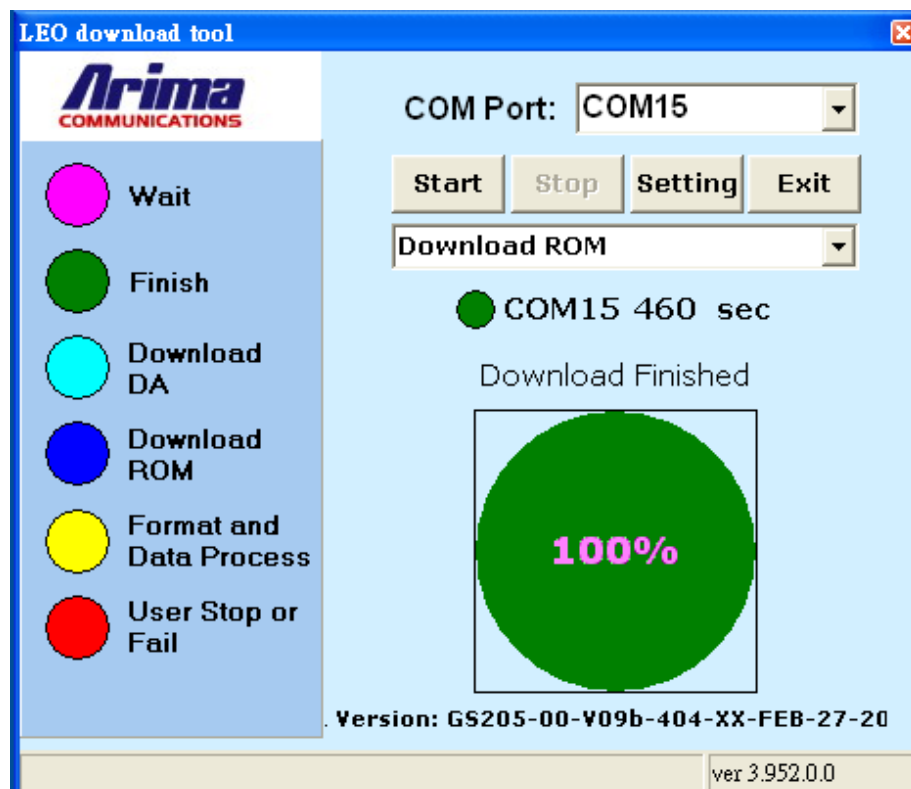 LEO download tool
Arima
COMMUNICATIONS
COM Port: COM15
Start Stop Setting Exit
Download ROM
COM15 460 sec
Download Finished
100%
. Version: GS205-00-V09b-404-XX-FEB-27-20
Wait
Finish
Download
DA
Download
ROM
Format and
Data Process
User Stop or
Fail
ver 3.952.0.0